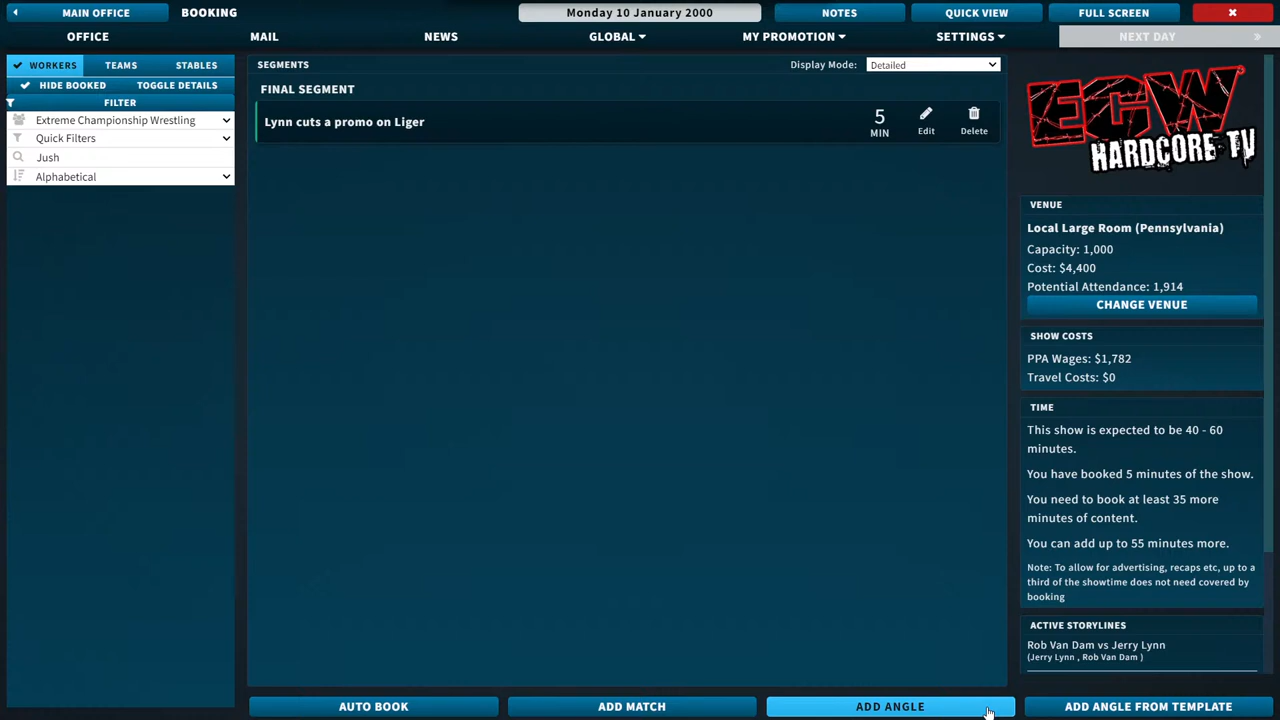 MAIN OFFICE
BOOKING
Monday 10 January 2000
NOTES
QUICK VIEW
FULL SCREEN
OFFICE
MAIL
NEWS
GLOBAL
MY PROMOTION
SETTINGS
NEXT DAY
WORKERS
TEAMS
STABLES
HIDE BOOKED
TOGGLE DETAILS
FILTER
Extreme Championship Wrestling
Quick Filters
Jush
Alphabetical
SEGMENTS
Display Mode:
Detailed
FINAL SEGMENT
Lynn cuts a promo on Liger
5
MIN
Edit
Delete
ECW
HARDCORE TV
VENUE
Local Large Room (Pennsylvania)
Capacity: 1,000
Cost: $4,400
Potential Attendance: 1,914
CHANGE VENUE
SHOW COSTS
PPA Wages: $1,782
Travel Costs: $0
TIME
This show is expected to be 40 - 60
minutes.
You have booked 5 minutes of the show.
You need to book at least 35 more
minutes of content.
You can add up to 55 minutes more.
Note: To allow for advertising, recaps etc, up to a
third of the showtime does not need covered by
booking
ACTIVE STORYLINES
Rob Van Dam vs Jerry Lynn
(Jerry Lynn , Rob Van Dam )
AUTO BOOK
ADD MATCH
ADD ANGLE
ADD ANGLE FROM TEMPLATE